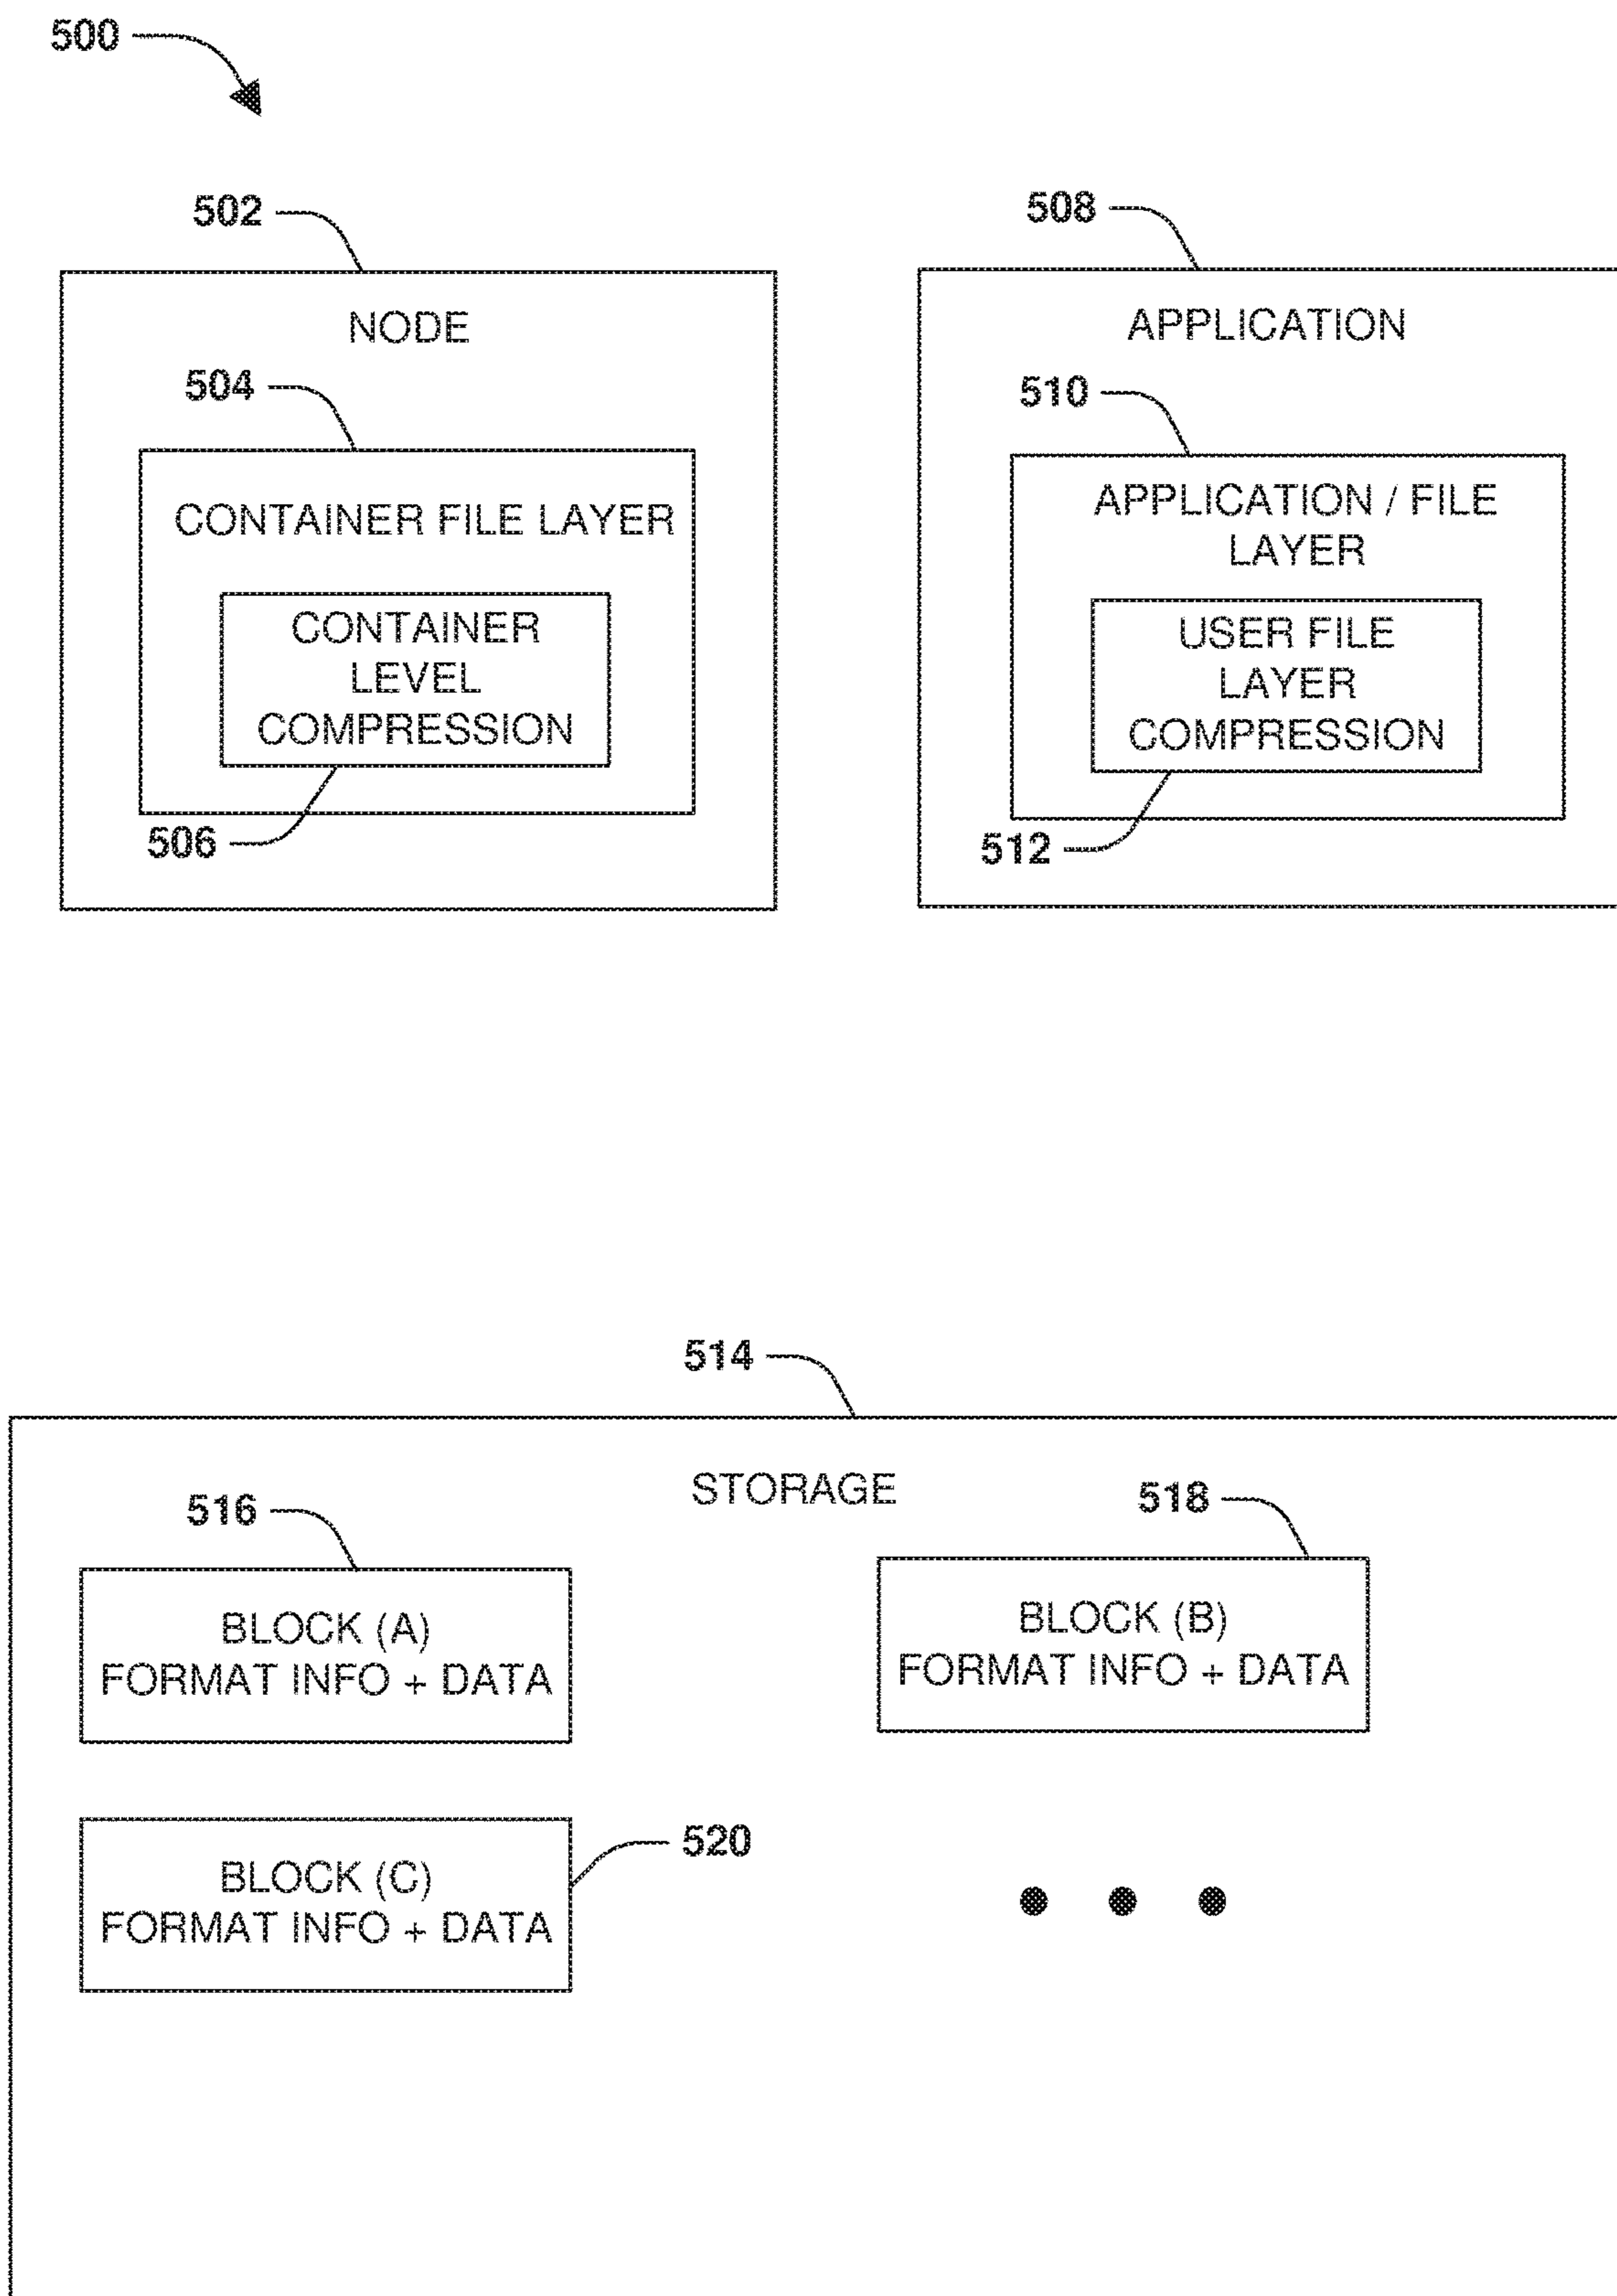 500
502
508
NODE
APPLICATION
504
510
CONTAINER FILE LAYER
APPLICATION / FILE
LAYER
CONTAINER
LEVEL
COMPRESSION
USER FILE
LAYER
COMPRESSION
506
512
514
STORAGE
516
518
BLOCK (A)
FORMAT INFO + DATA
BLOCK (B)
FORMAT INFO + DATA
520
BLOCK (C)
FORMAT INFO + DATA